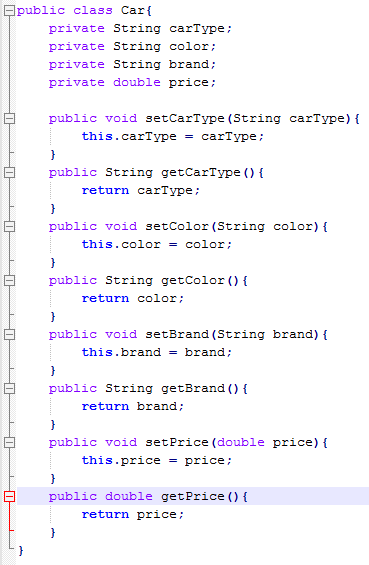 public class Car{
    private String carType;
    private String color;
    private String brand;
    private double price;

    public void setCarType(String carType){
        this.carType = carType;
    }
    public String getCarType(){
        return carType;
    }
    public void setColor(String color){
        this.color = color;
    }
    public String getColor(){
        return color;
    }
    public void setBrand(String brand){
        this.brand = brand;
    }
    public String getBrand(){
        return brand;
    }
    public void setPrice(double price){
        this.price = price;
    }
    public double getPrice(){
        return price;
    }
}